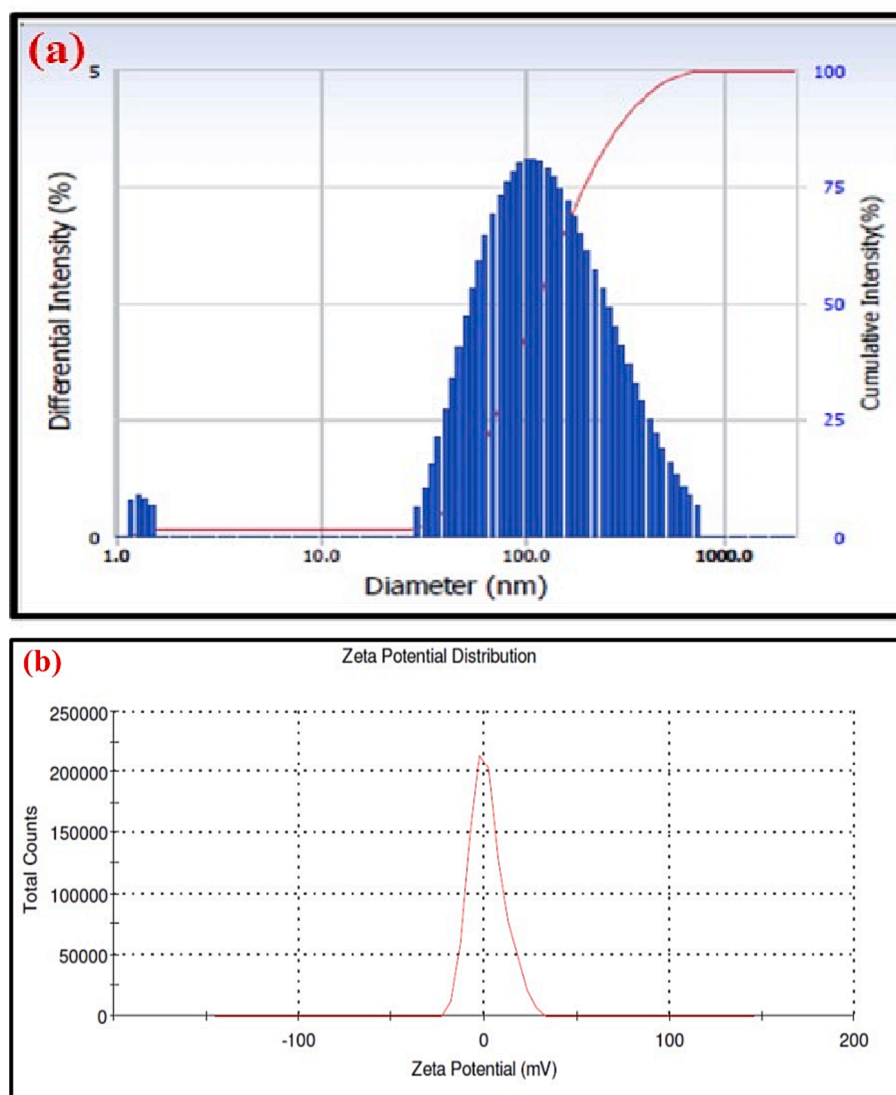 (a)
5
100
75
50
25
0
0
Differential Intensity (%)
Cumulative Intensity(%)
1.0
10.0
100.0
1000.0
Diameter (nm)
(b)
Zeta Potential Distribution
250000
200000
150000
100000
50000
0
Total Counts
-100
0
100
200
Zeta Potential (mV)